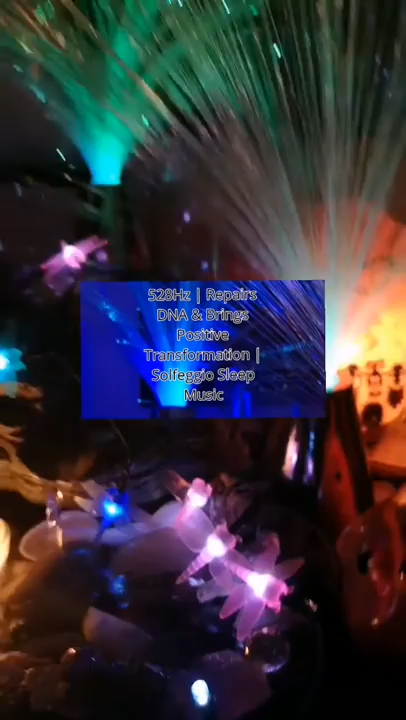 528Hz | Repairs
DNA & Brings
Positive
Transformation |
Solfeggio Sleep
Music